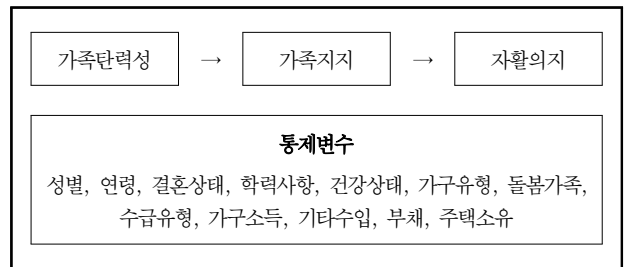 가족탄력성 → 가족지지 → 자활의지
통제변수
성별, 연령, 결혼상태, 학력사항, 건강상태, 가구유형, 돌봄가족,
수급유형, 가구소득, 기타수입, 부채, 주택소유